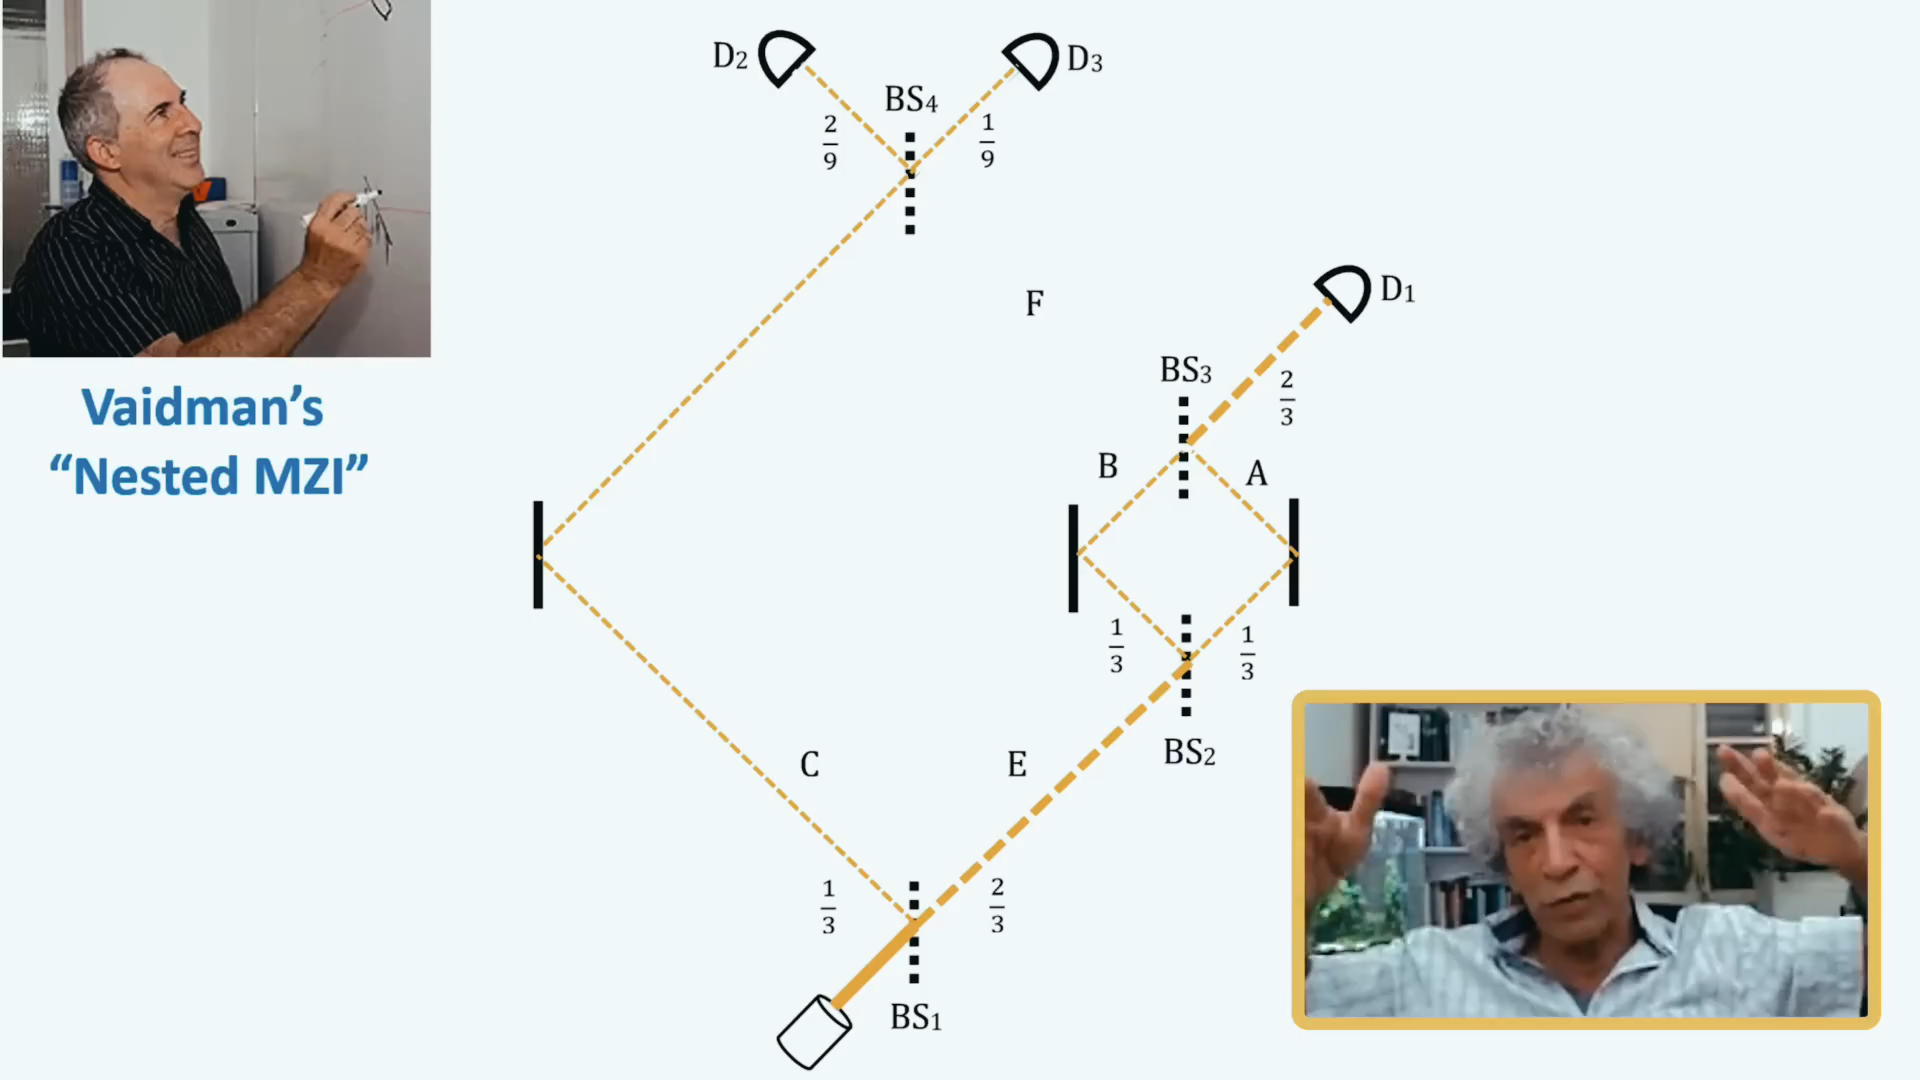 D2
D3
BS4
2
9
1
9
F
D1
BS3
2
3
Vaidman’s
“Nested MZI”
B
A
1
3
1
3
BS2
C
E
1
3
2
3
BS1